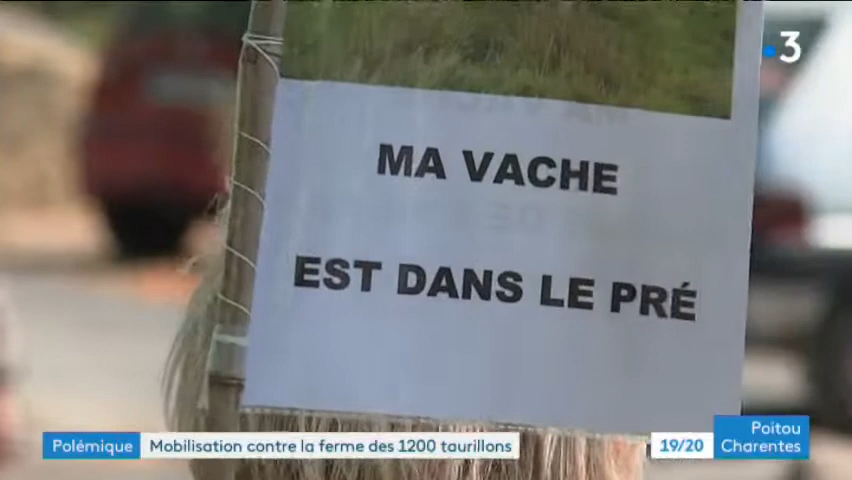 3
MA VACHE
EST DANS LE PRÉ
Polémique
Mobilisation contre la ferme des 1200 taurillons
19/20
Poitou
Charentes